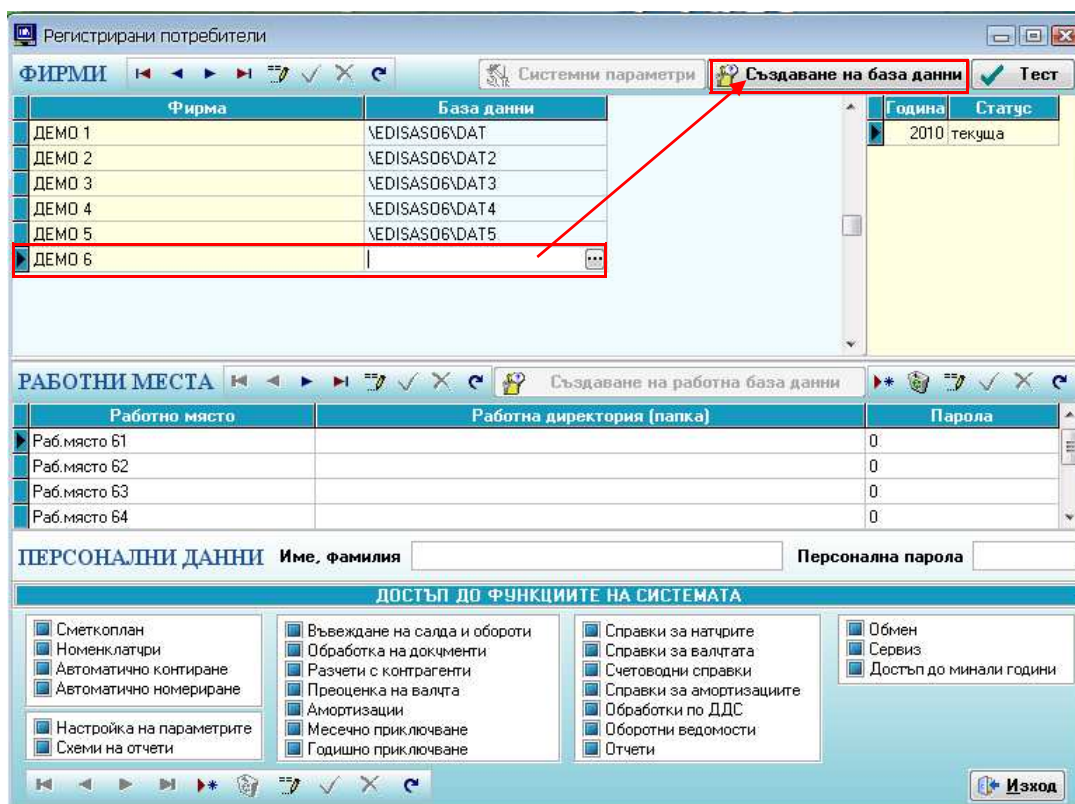 Регистрирани потребители
ФИРМИ Системни параметри Създаване на база данни Тест
Фирма База данни Година Статус
ДЕМО 1 \EDISASO6\DAT 2010 текуща
ДЕМО 2 \EDISASO6\DAT2
ДЕМО 3 \EDISASO6\DAT3
ДЕМО 4 \EDISASO6\DAT4
ДЕМО 5 \EDISASO6\DAT5
ДЕМО 6
РАБОТНИ МЕСТА Създаване на работна база данни
Работно място Работна директория (папка) Парола
Раб.място 61 0
Раб.място 62 0
Раб.място 63 0
Раб.място 64 0
ПЕРСОНАЛНИ ДАННИ Име, фамилия Персонална парола
ДОСТЪП ДО ФУНКЦИИТЕ НА СИСТЕМАТА
Сметкоплан
Номенклатури
Автоматично контиране
Автоматично номериране
Настройка на параметрите
Схеми на отчети
Въвеждане на салда и обороти
Обработка на документи
Разчети с контрагенти
Преоценка на валута
Амортизации
Месечно приключване
Годишно приключване
Справки за натурите
Справки за валутата
Счетоводни справки
Справки за амортизациите
Обработки по ДДС
Оборотни ведомости
Отчети
Обмен
Сервиз
Достъп до минали години
Изход